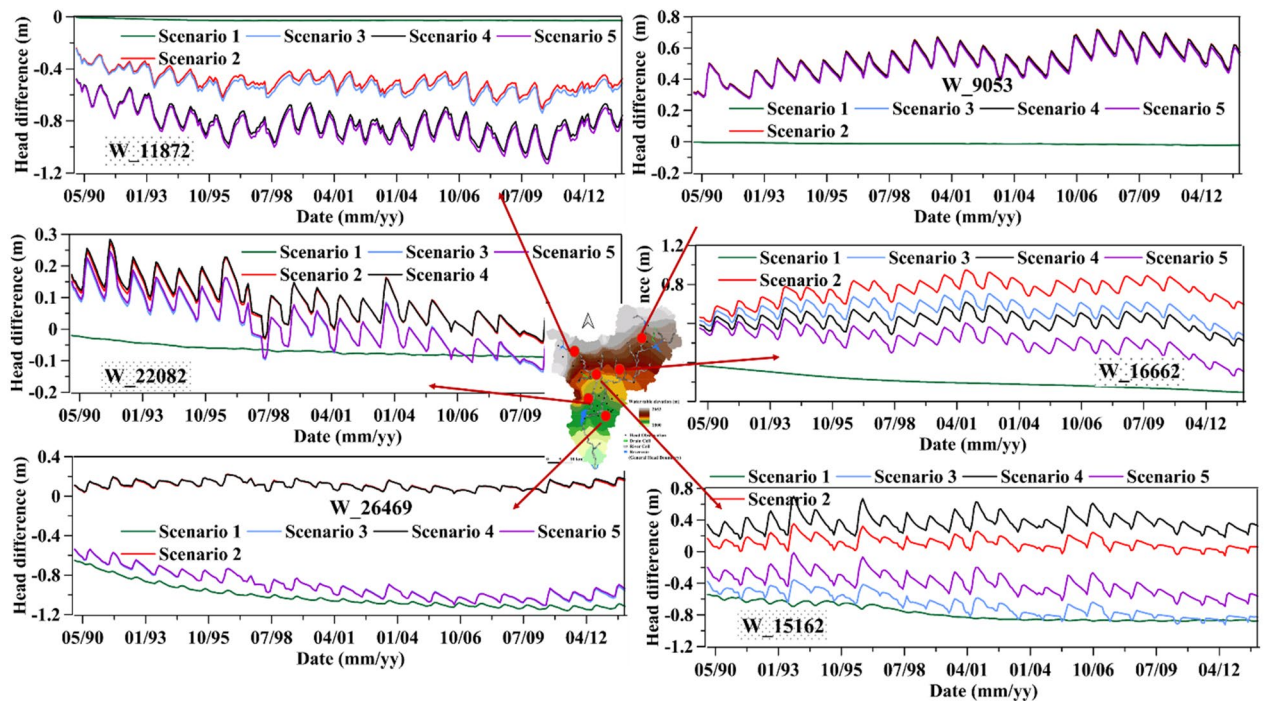 Head difference (m)
0
-0.4
-0.8
-1.2
Scenario 1 Scenario 3 Scenario 4 Scenario 5
Scenario 2
W_11872
05/90 01/93 10/95 07/98 04/01 10/06 07/09 04/12
Date (mm/yy)
Head difference (m)
0.8
0.6
0.4
0.2
0
-0.2
W_9053
Scenario 1 Scenario 3 Scenario 4 Scenario 5
Scenario 2
05/90 01/93 10/95 07/98 04/01 04/01 10/06 07/09 04/12
Date (mm/yy)
Head difference (m)
0.3
0.2
0.1
0
-0.1
-0.2
Scenario 1 Scenario 3 Scenario 5
Scenario 2 Scenario 4
W_22082
05/90 01/93 10/95 07/98 04/01 01/04 10/06 07/09
Date (mm/yy)
nce (m)
1.2
0.8
Scenario 1 Scenario 3 Scenario 4 Scenario 5
Scenario 2
W_16662
05/90 01/93 10/95 07/98 04/01 01/04 10/06 07/09 04/12
Date (mm/yy)
Head difference (m)
0.4
0
-0.4
-0.8
-1.2
W_26469
Scenario 1 Scenario 3 Scenario 4 Scenario 5
Scenario 2
05/90 01/93 10/95 07/98 04/01 01/04 10/06 07/09 04/12
Date (mm/yy)
Head difference (m)
0.8
0.4
0
-0.4
-0.8
-1.2
Scenario 1 Scenario 3 Scenario 4 Scenario 5
Scenario 2
W_15162
05/90 01/93 10/95 07/98 04/01 01/04 10/06 07/09 04/12
Date (mm/yy)